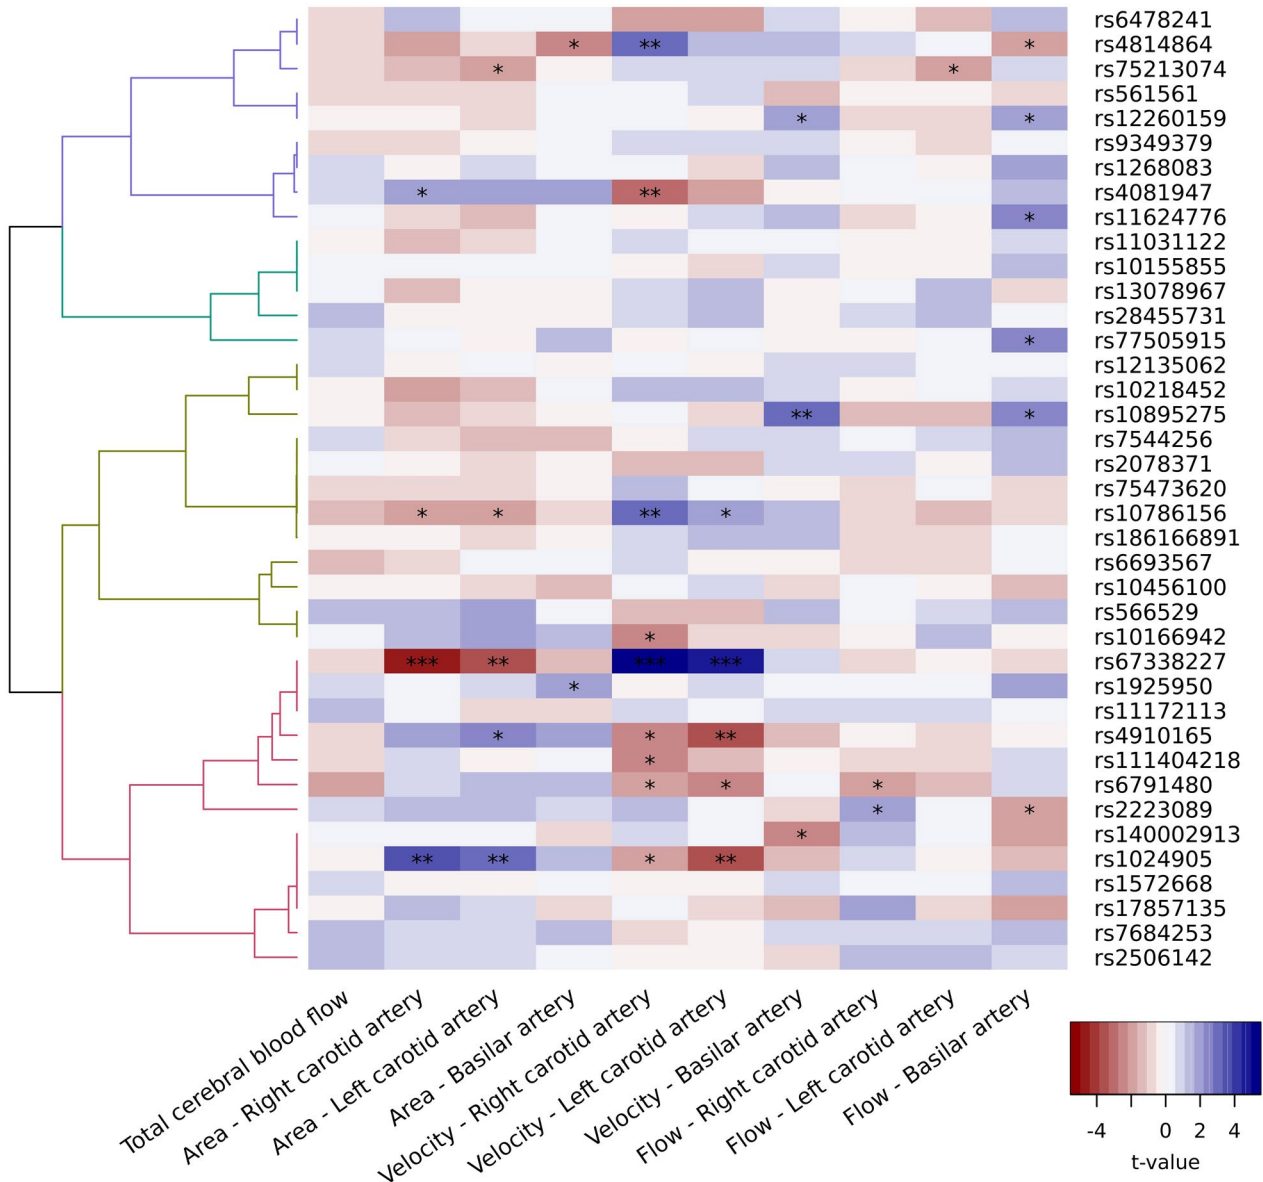 rs6478241
* ** * rs4814864
* * rs75213074
rs561561
* * rs12260159
rs9349379
rs1268083
* ** rs4081947
* rs11624776
rs11031122
rs10155855
rs13078967
rs28455731
* rs77505915
rs12135062
rs10218452
** * rs10895275
rs7544256
rs2078371
rs75473620
* * ** * rs10786156
rs186166891
rs6693567
rs10456100
rs566529
* rs10166942
*** ** *** *** rs67338227
* rs1925950
rs11172113
* * ** rs4910165
* rs111404218
* * * rs6791480
* * rs2223089
* rs140002913
** ** * ** rs1024905
rs1572668
rs17857135
rs7684253
rs2506142
Total cerebral blood flow
Area - Right carotid artery
Area - Left carotid artery
Area - Basilar artery
Velocity - Right carotid artery
Velocity - Left carotid artery
Velocity - Basilar artery
Flow - Right carotid artery
Flow - Left carotid artery
Flow - Basilar artery
-4 0 2 4
t-value